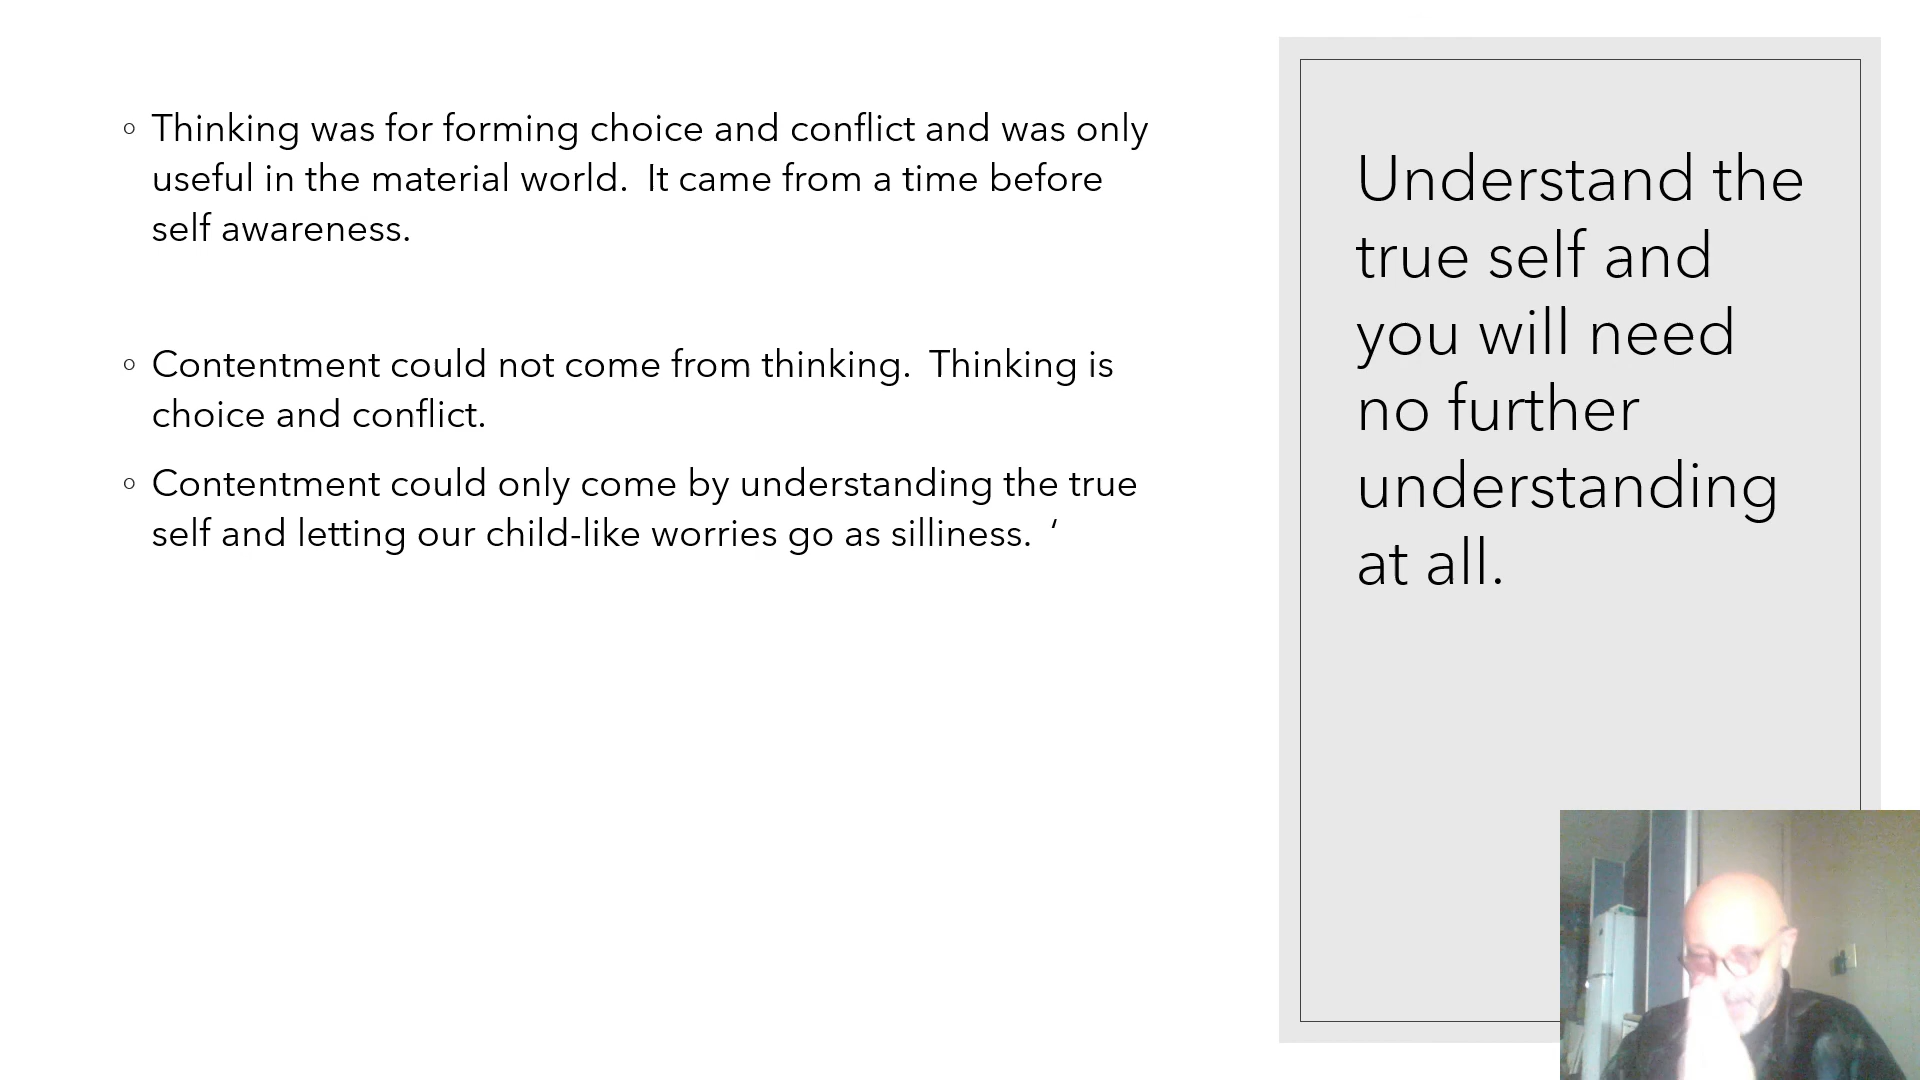 ◦ Thinking was for forming choice and conflict and was only
useful in the material world.  It came from a time before
self awareness.
◦ Contentment could not come from thinking.  Thinking is
choice and conflict.
◦ Contentment could only come by understanding the true
self and letting our child-like worries go as silliness.  ‘
Understand the
true self and
you will need
no further
understanding
at all.